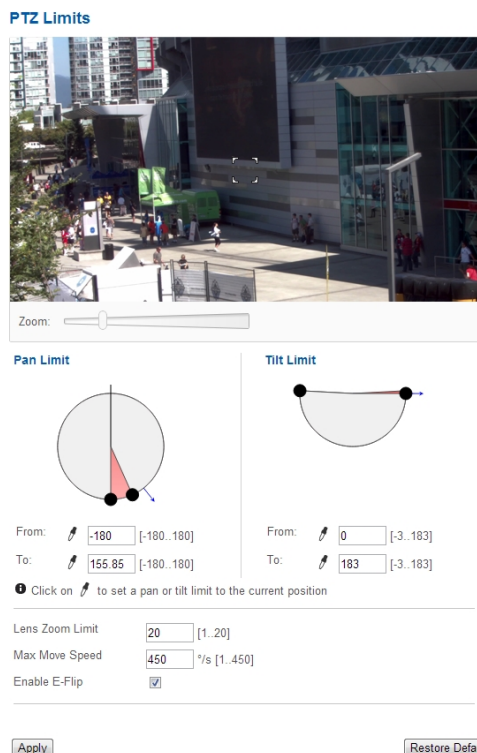 PTZ Limits
Zoom:
Pan Limit
Tilt Limit
From: -180 [-180..180]
From: 0 [-3..183]
To: 155.85 [-180..180]
To: 183 [-3..183]
Click on to set a pan or tilt limit to the current position
Lens Zoom Limit 20 [1..20]
Max Move Speed 450 °/s [1..450]
Enable E-Flip
Apply
Restore Defa